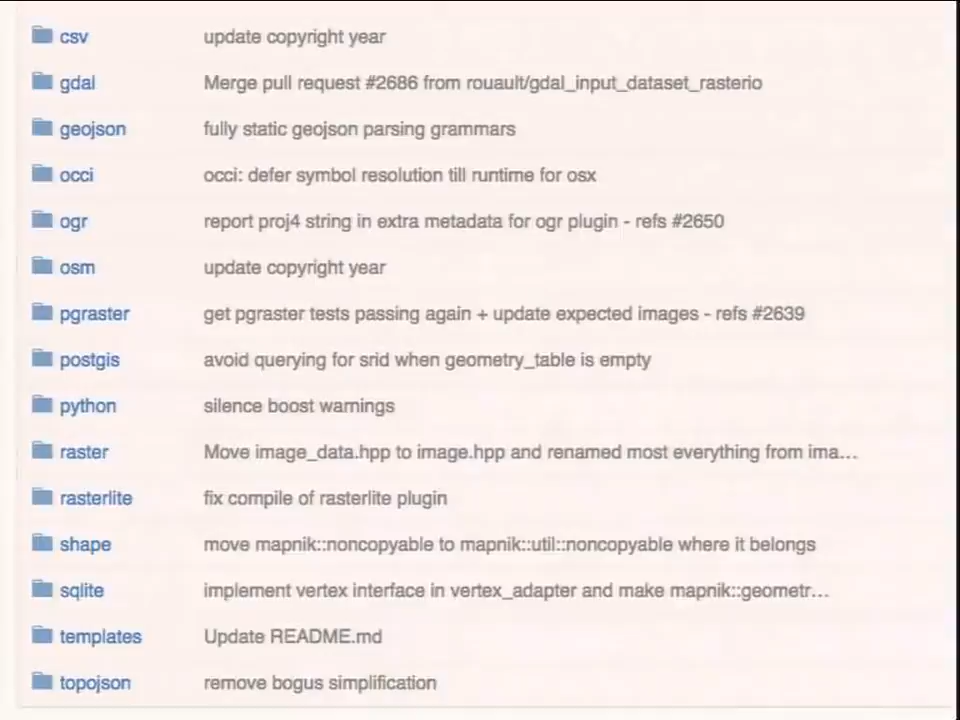 csv update copyright year
gdal Merge pull request #2686 from rouault/gdal_input_dataset_rasterio
geojson fully static geojson parsing grammars
occi occi: defer symbol resolution till runtime for osx
ogr report proj4 string in extra metadata for ogr plugin - refs #2650
osm update copyright year
pgraster get pgraster tests passing again + update expected images - refs #2639
postgis avoid querying for srid when geometry_table is empty
python silence boost warnings
raster Move image_data.hpp to image.hpp and renamed most everything from ima…
rasterlite fix compile of rasterlite plugin
shape move mapnik::noncopyable to mapnik::util::noncopyable where it belongs
sqlite implement vertex interface in vertex_adapter and make mapnik::geometr…
templates Update README.md
topojson remove bogus simplification